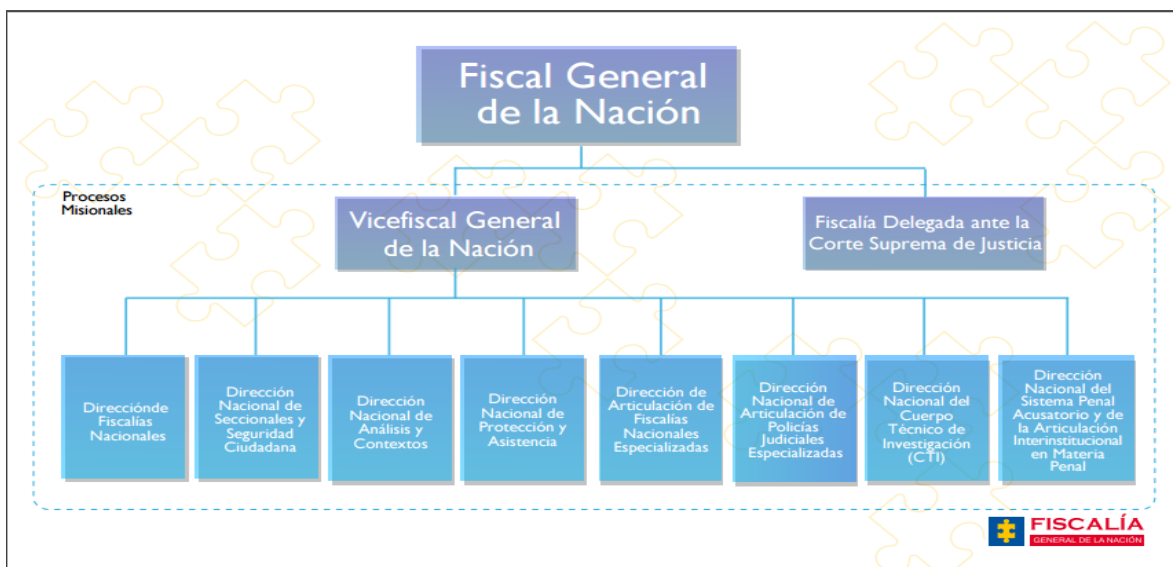 Fiscal General
de la Nación
Procesos
Misionales
Vicefiscal General
de la Nación
Fiscalía Delegada ante la
Corte Suprema de Justicia
Direcciónde
Fiscalías
Nacionales
Dirección
Nacional de
Seccionales y
Seguridad
Ciudadana
Dirección
Nacional de
Análisis y
Contextos
Dirección
Nacional de
Protección y
Asistencia
Dirección de
Articulación de
Fiscalías
Nacionales
Especializadas
Dirección
Nacional de
Articulación de
Policías
Judiciales
Especializadas
Dirección
Nacional del
Cuerpo
Técnico de
Investigación
(CTI)
Dirección
Nacional del
Sistema Penal
Acusatorio y de
la Articulación
Interinstitucional
en Materia
Penal
FISCALÍA
GENERAL DE LA NACIÓN